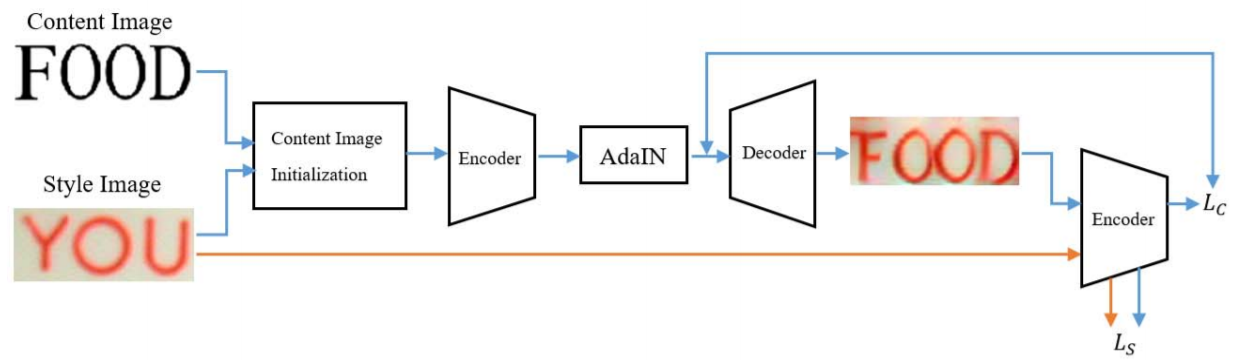 Content Image
FOOD
Content Image
Initialization
Encoder
AdaIN
Decoder
FOOD
Style Image
YOU
Encoder
L_C
L_S